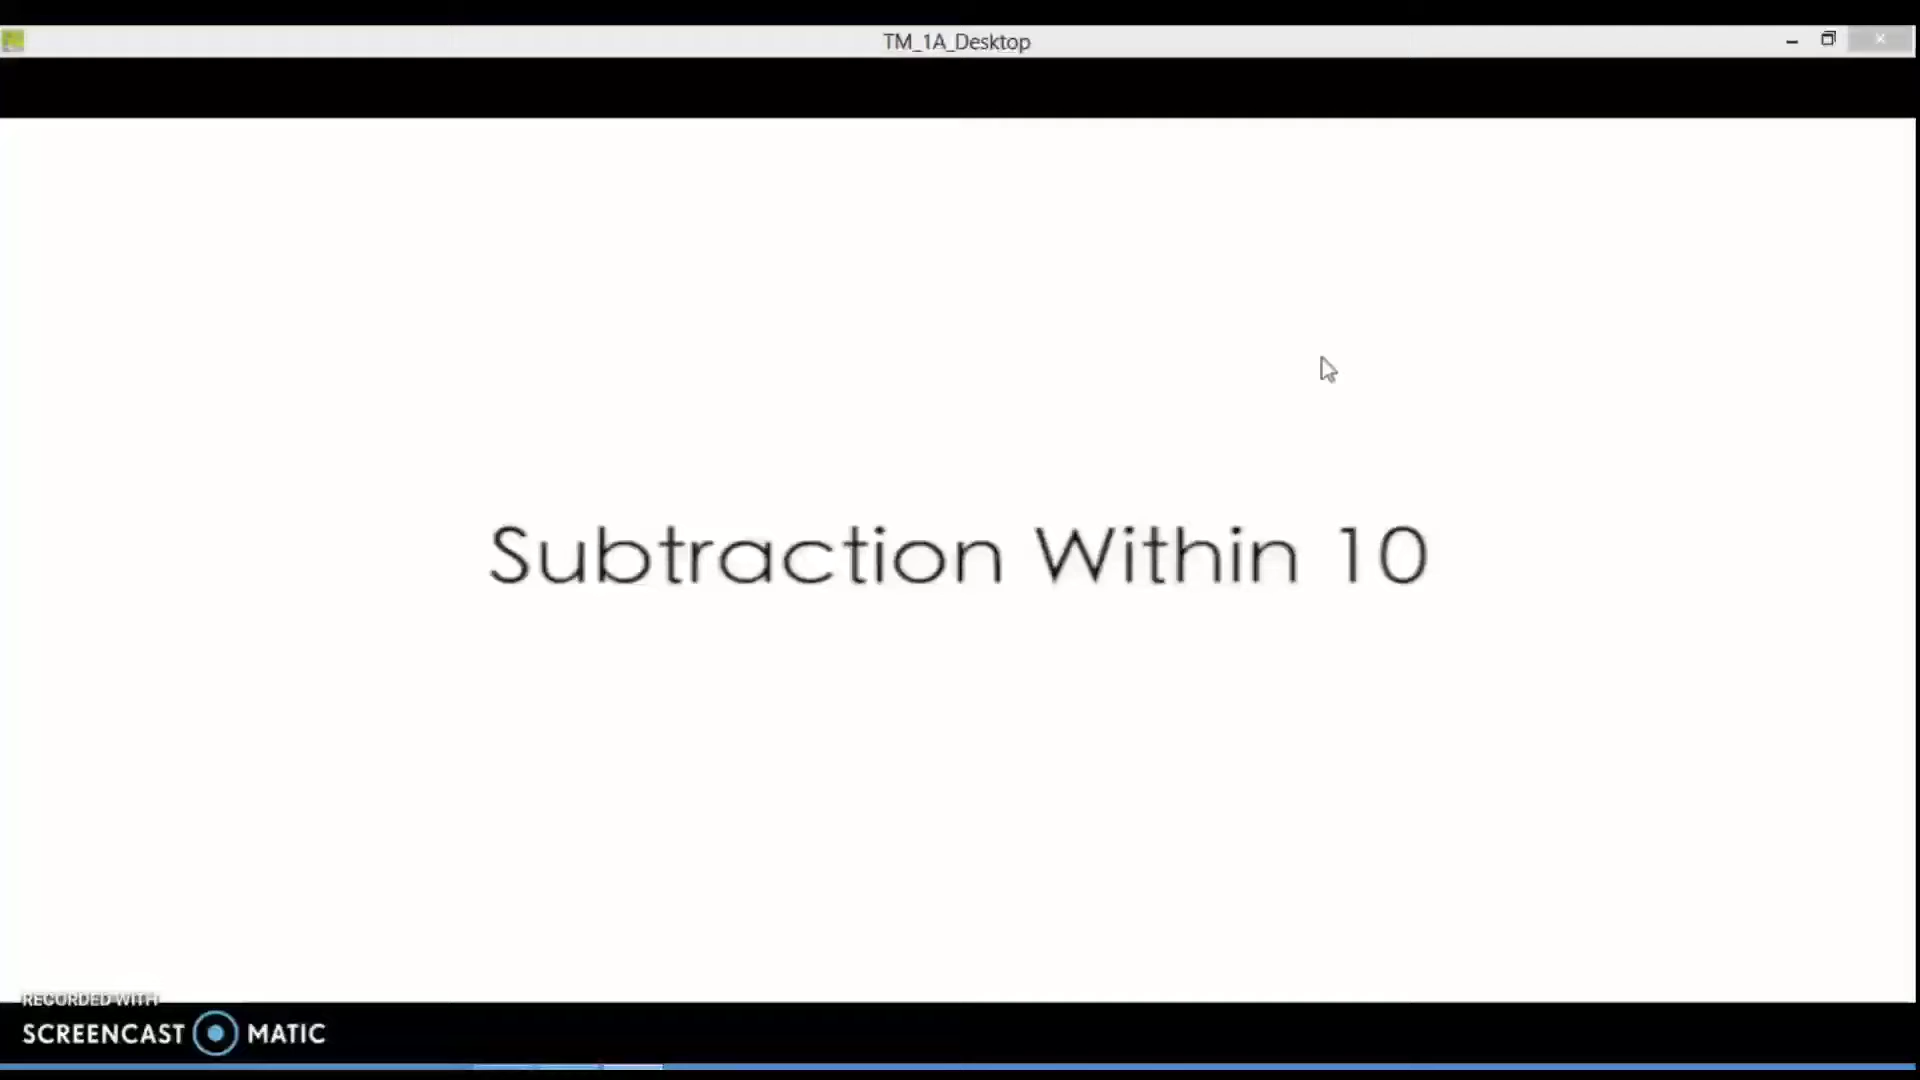 TM_1A_Desktop
Subtraction Within 10
RECORDED WITH
SCREENCAST MATIC